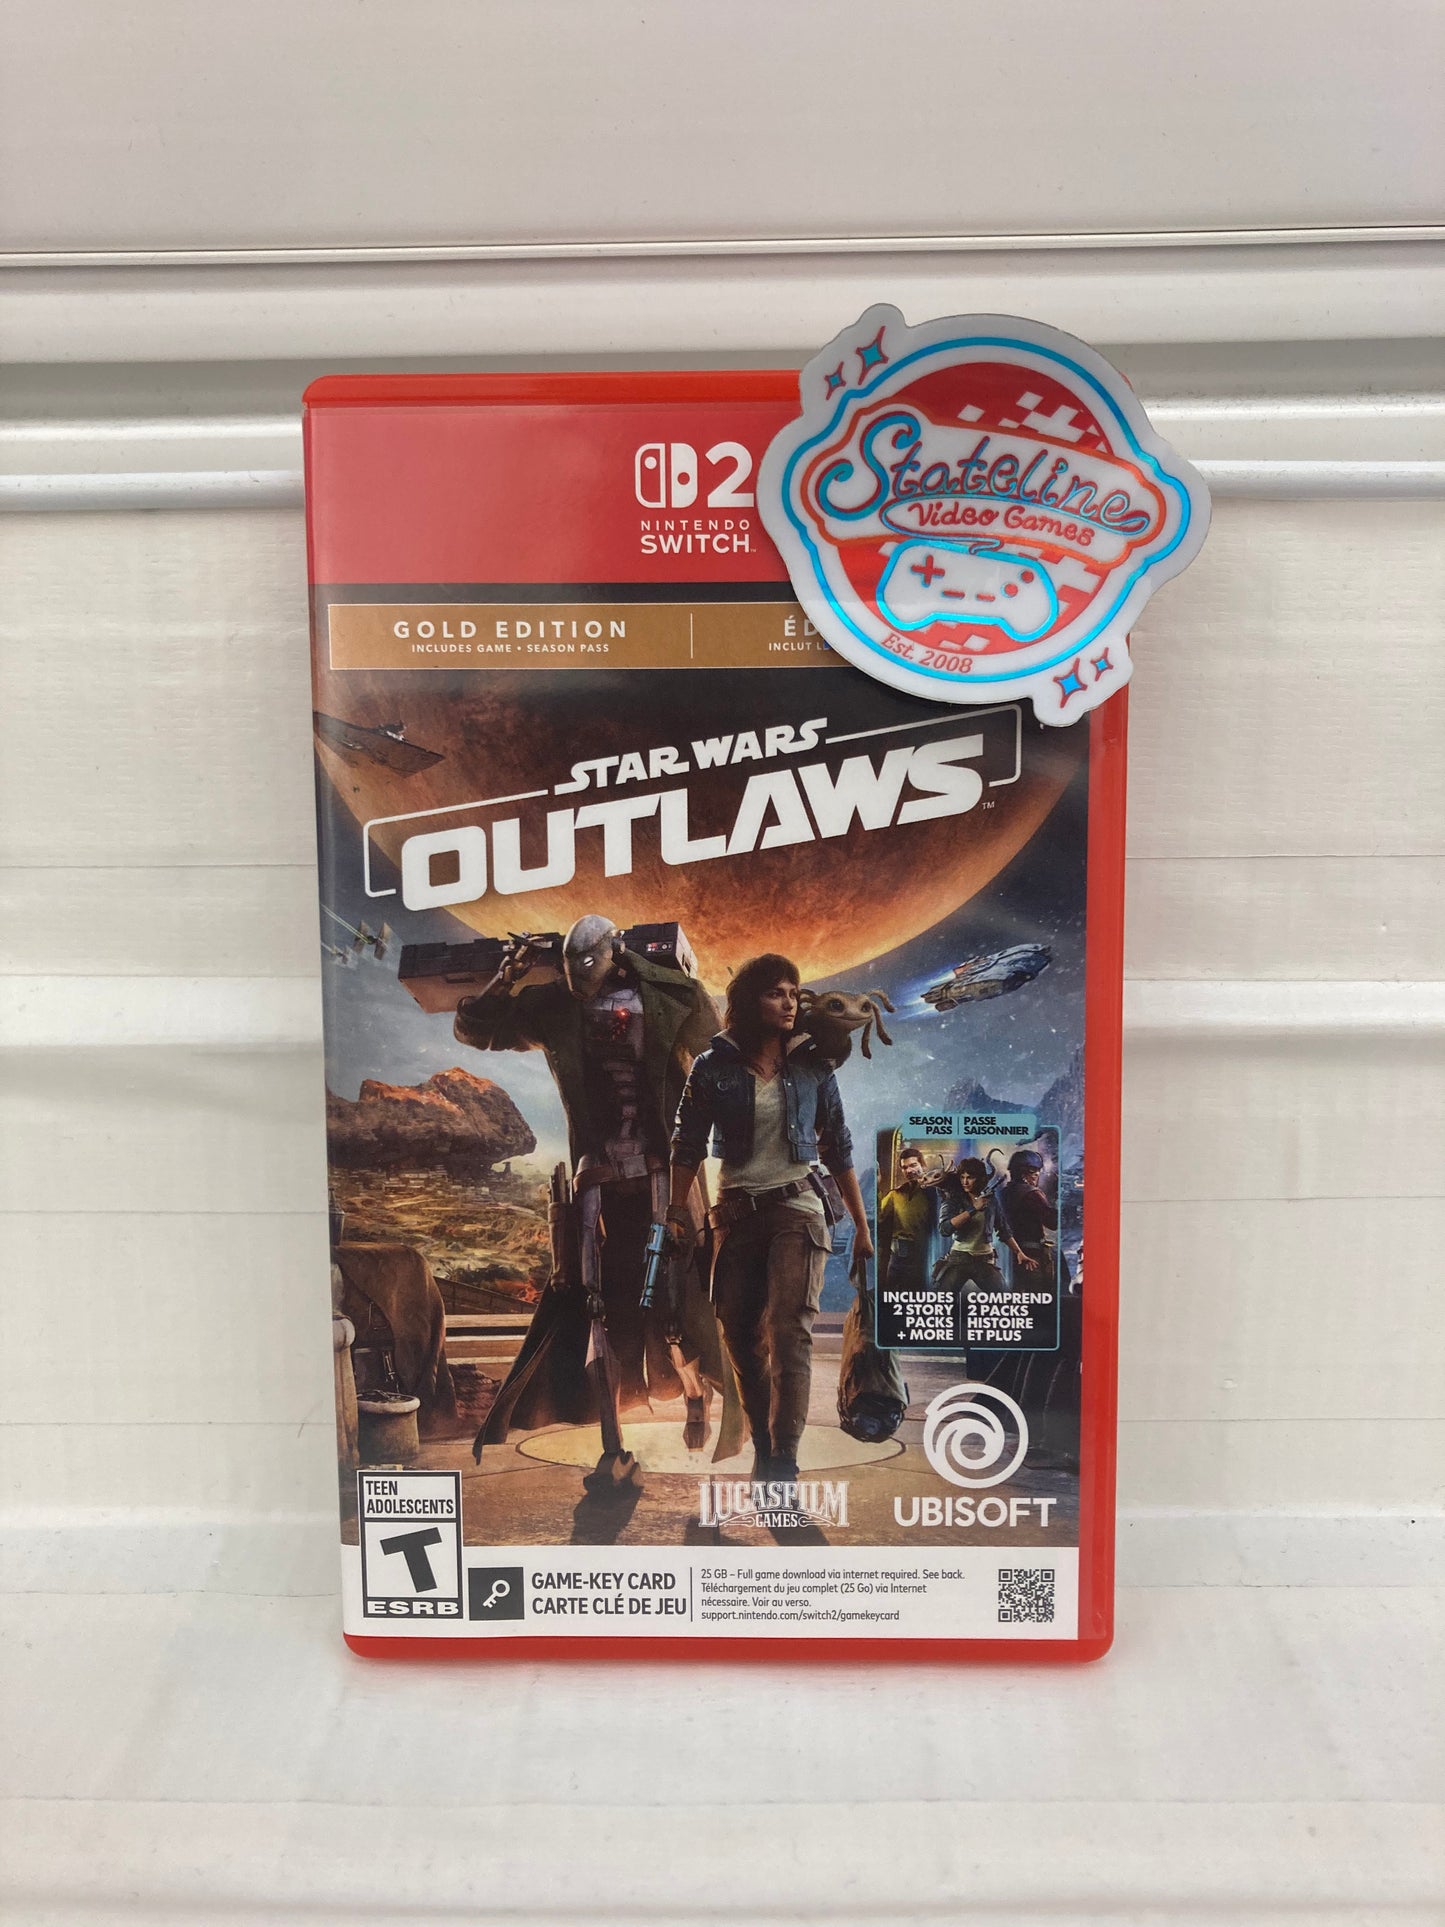 2
NINTENDO
SWITCH™
Stateline
Video Games
Est. 2008
GOLD EDITION
INCLUDES GAME • SEASON PASS
ÉD
INCLUT
STAR WARS
OUTLAWS™
SEASON PASS
PASSE SAISONNIER
INCLUDES
2 STORY
PACKS
+ MORE
COMPREND
2 PACKS
HISTOIRE
ET PLUS
LUCASFILM
GAMES
UBISOFT
TEEN
ADOLESCENTS
T
ESRB
GAME-KEY CARD
CARTE CLÉ DE JEU
25 GB – Full game download via internet required. See back.
Téléchargement du jeu complet (25 Go) via Internet
nécessaire. Voir au verso.
support.nintendo.com/switch2/gamekeycard